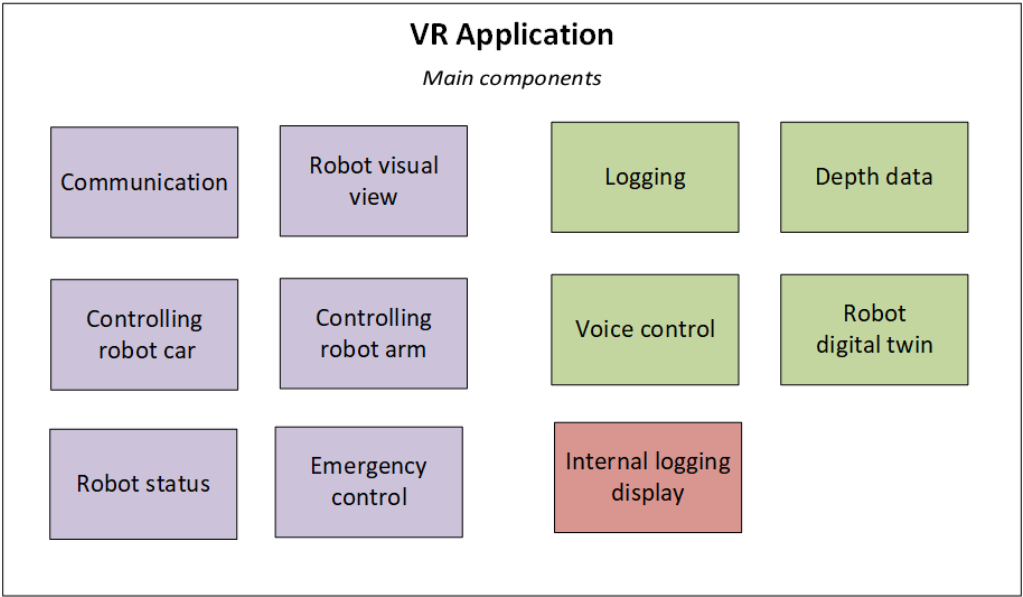 VR Application
Main components
Communication
Robot visual
view
Logging
Depth data
Controlling
robot car
Controlling
robot arm
Voice control
Robot
digital twin
Robot status
Emergency
control
Internal logging
display